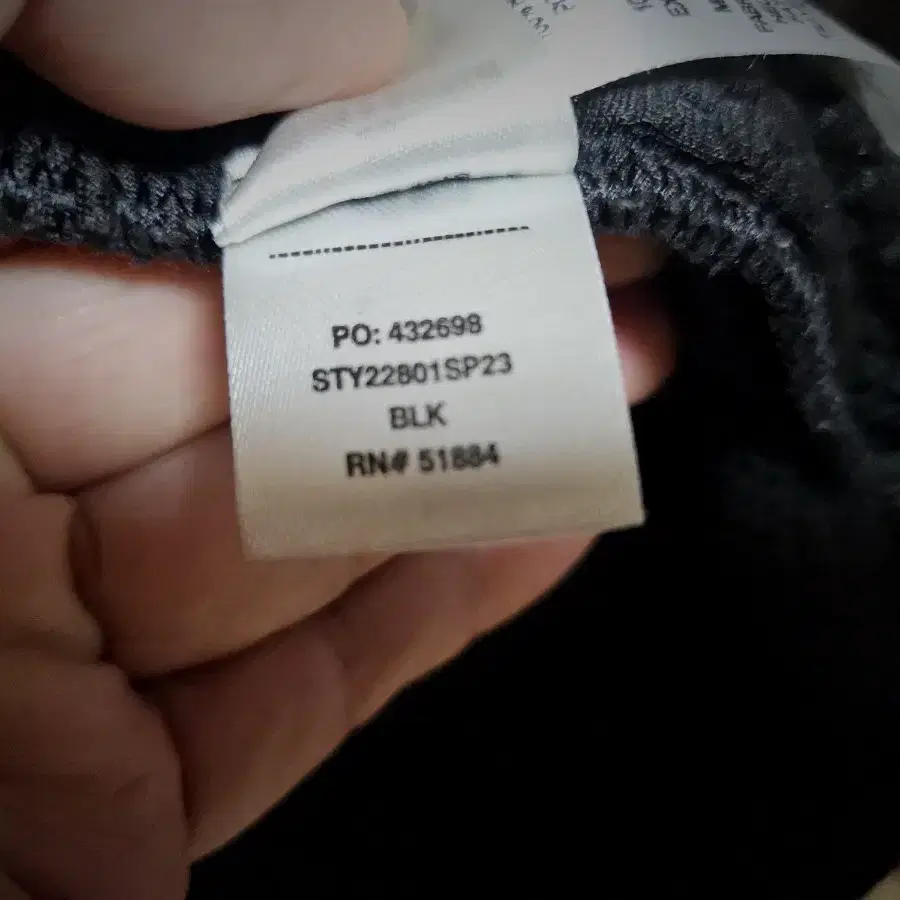 PO: 432698
STY22801SP23
BLK
RN# 51884